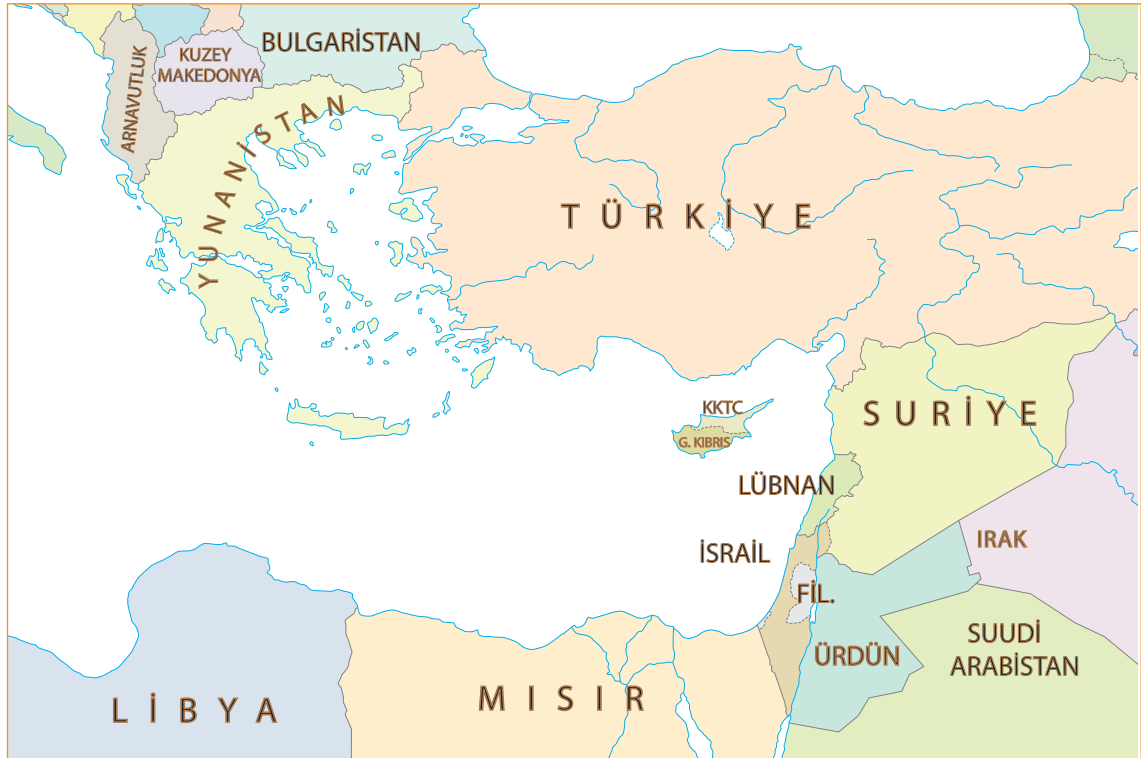 BULGARİSTAN
KUZEY
MAKEDONYA
ARNAVUTLUK
YUNANİSTAN
TÜRKİYE
KKTC
G. KIBRIS
SURİYE
LÜBNAN
İSRAİL
IRAK
FİL.
ÜRDÜN
SUUDİ
ARABİSTAN
LİBYA
MISIR